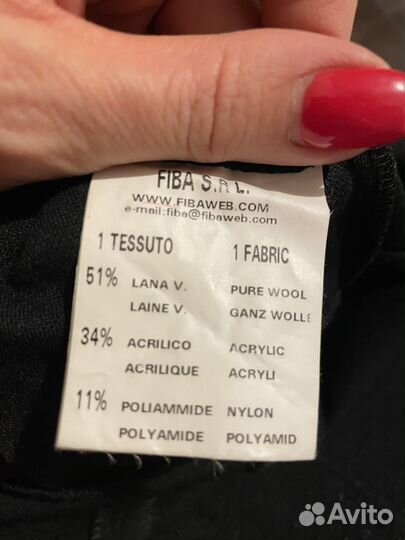 FIBA S.R.L.
WWW.FIBAWEB.COM
e-mail:fiba@fibaweb.com
1 TESSUTO 1 FABRIC
51% LANA V. PURE WOOL
LAINE V. GANZ WOLLE
34% ACRILICO ACRYLIC
ACRILIQUE ACRYLI
11% POLIAMMIDE NYLON
POLYAMIDE POLYAMID
Avito